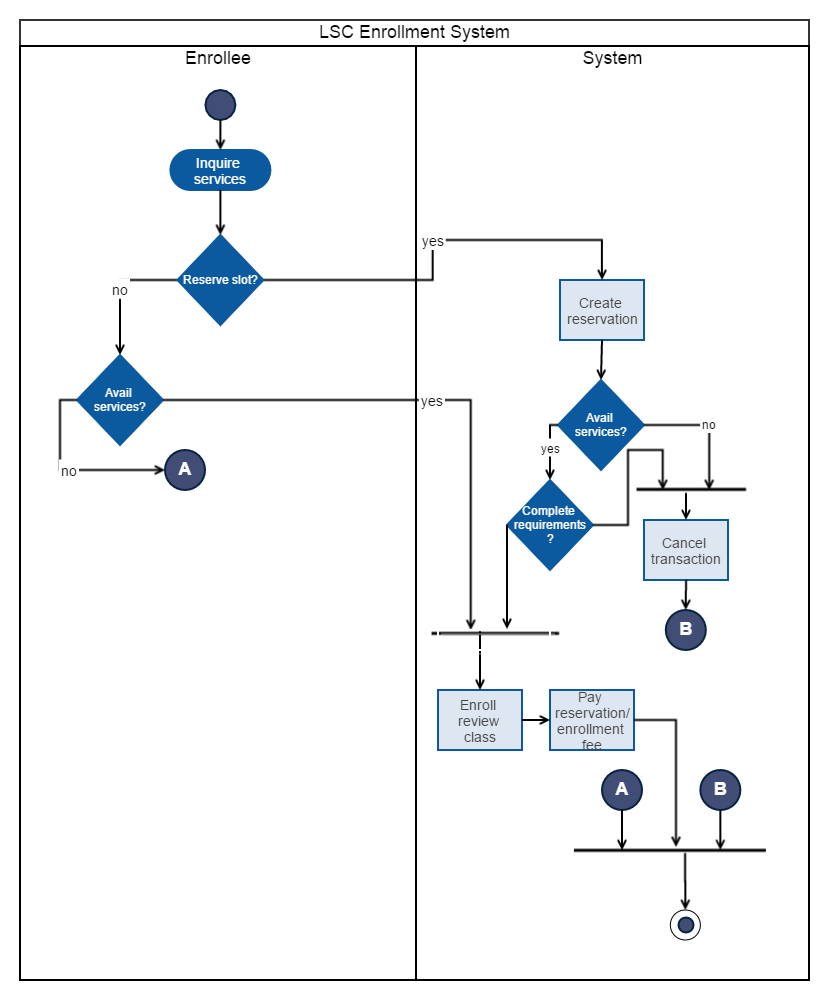 LSC Enrollment System
Enrollee
System
Inquire
services
yes
Reserve slot?
no
Create
reservation
Avail
services?
yes
Avail
services?
no
yes
no
A
Complete
requirements
?
Cancel
transaction
B
Enroll
review
class
Pay
reservation/
enrollment
fee
A
B